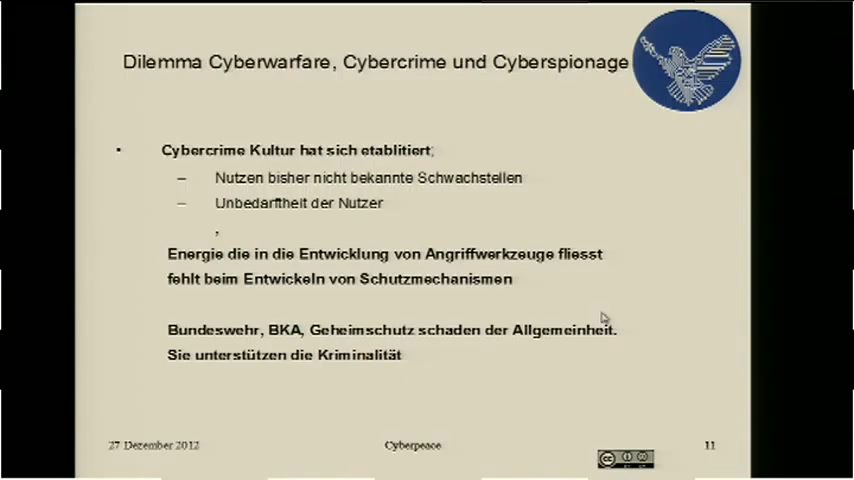 Dilemma Cyberwarfare, Cybercrime und Cyberspionage
• Cybercrime Kultur hat sich etablitiert;
– Nutzen bisher nicht bekannte Schwachstellen
– Unbedarftheit der Nutzer
,
Energie die in die Entwicklung von Angriffwerkzeuge fliesst
fehlt beim Entwickeln von Schutzmechanismen
Bundeswehr, BKA, Geheimschutz schaden der Allgemeinheit.
Sie unterstützen die Kriminalität
27 Dezember 2012 Cyberpeace 11
cc